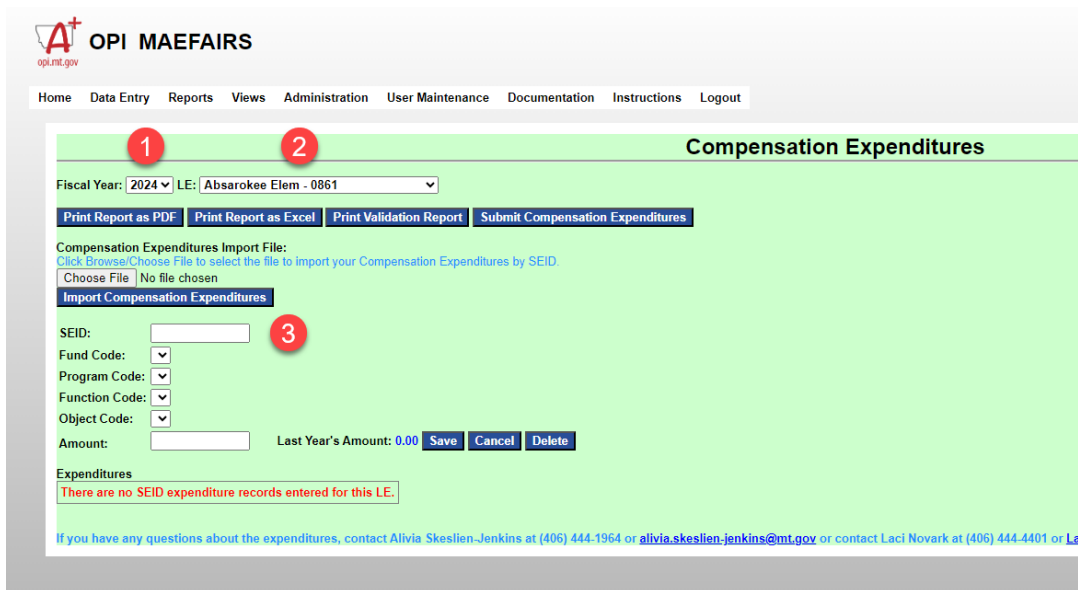 A+ OPI MAEFAIRS
opi.mt.gov
Home Data Entry Reports Views Administration User Maintenance Documentation Instructions Logout
1 2
Compensation Expenditures
Fiscal Year: 2024 LE: Absarokee Elem - 0861
Print Report as PDF Print Report as Excel Print Validation Report Submit Compensation Expenditures
Compensation Expenditures Import File:
Click Browse/Choose File to select the file to import your Compensation Expenditures by SEID.
Choose File No file chosen
Import Compensation Expenditures
SEID: 3
Fund Code:
Program Code:
Function Code:
Object Code:
Amount: Last Year's Amount: 0.00 Save Cancel Delete
Expenditures
There are no SEID expenditure records entered for this LE.
If you have any questions about the expenditures, contact Alivia Skeslien-Jenkins at (406) 444-1964 or alivia.skeslien-jenkins@mt.gov or contact Laci Novark at (406) 444-4401 or La